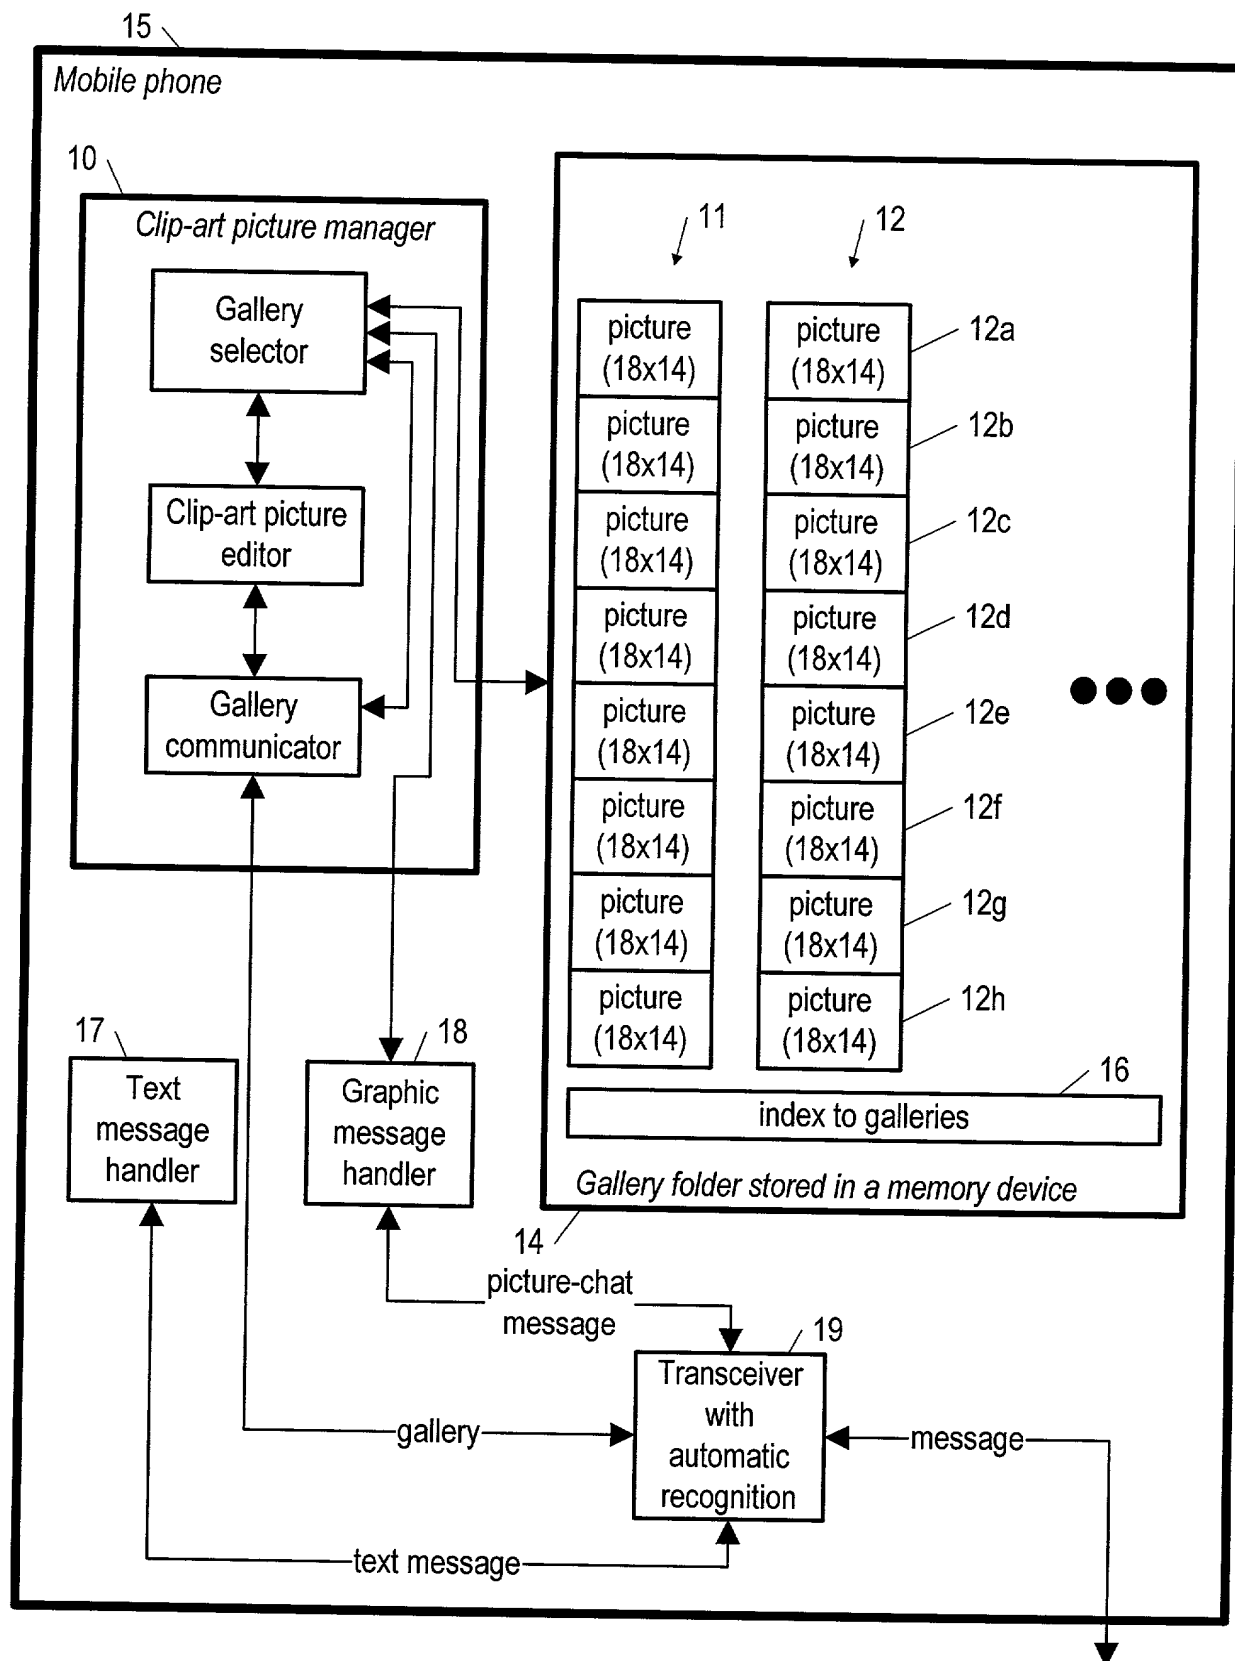 15
Mobile phone
10
Clip-art picture manager
Gallery
selector
Clip-art picture
editor
Gallery
communicator
11
12
picture
(18x14)
picture
(18x14)
picture
(18x14)
picture
(18x14)
picture
(18x14)
picture
(18x14)
picture
(18x14)
picture
(18x14)
picture
(18x14)
picture
(18x14)
picture
(18x14)
picture
(18x14)
picture
(18x14)
picture
(18x14)
picture
(18x14)
picture
(18x14)
12a
12b
12c
12d
12e
12f
12g
12h
16
index to galleries
Gallery folder stored in a memory device
14
17
Text
message
handler
18
Graphic
message
handler
picture-chat
message
19
Transceiver
with
automatic
recognition
gallery
message
text message